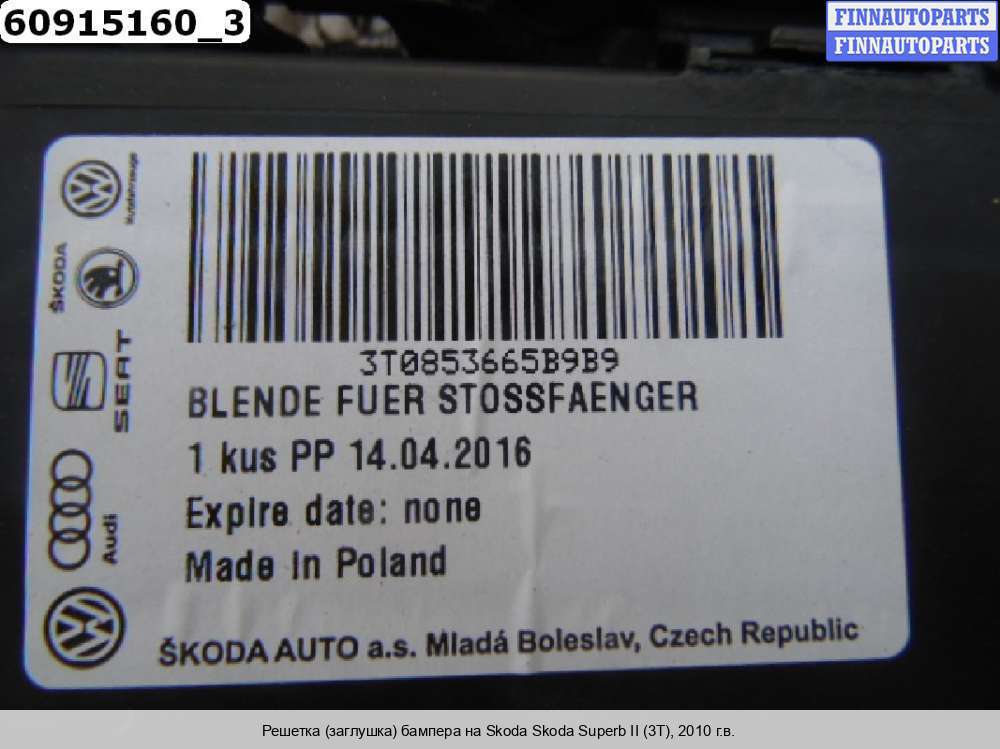 60915160_3
FINNAUTOPARTS
FINNAUTOPARTS
Nutzfahrzeuge
ŠKODA
SEAT
Audi
3T0853665B9B9
BLENDE FUER STOSSFAENGER
1 kus PP 14.04.2016
Expire date: none
Made in Poland
ŠKODA AUTO a.s. Mladá Boleslav, Czech Republic
Решетка (заглушка) бампера на Skoda Skoda Superb II (3T), 2010 г.в.